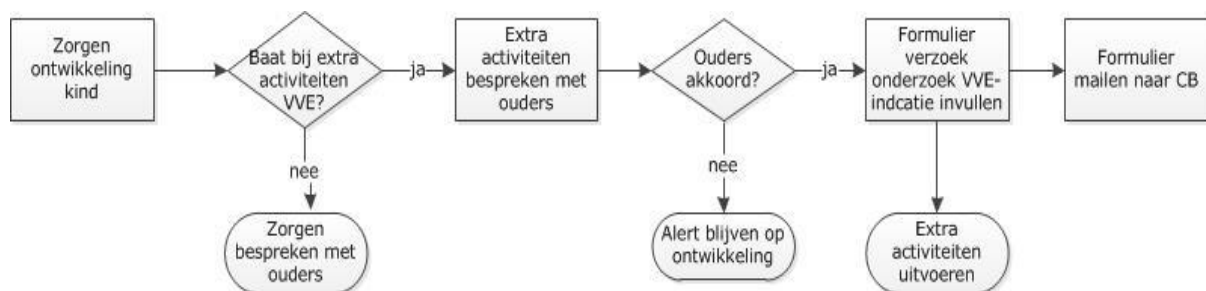 Zorgen
ontwikkeling
kind
Baat bij extra
activiteiten
VVE?
ja
Extra
activiteiten
bespreken met
ouders
Ouders
akkoord?
ja
Formulier
verzoek
onderzoek VVE-
indcatie invullen
Formulier
mailen naar CB
nee
Zorgen
bespreken met
ouders
nee
Alert blijven op
ontwikkeling
Extra
activiteiten
uitvoeren